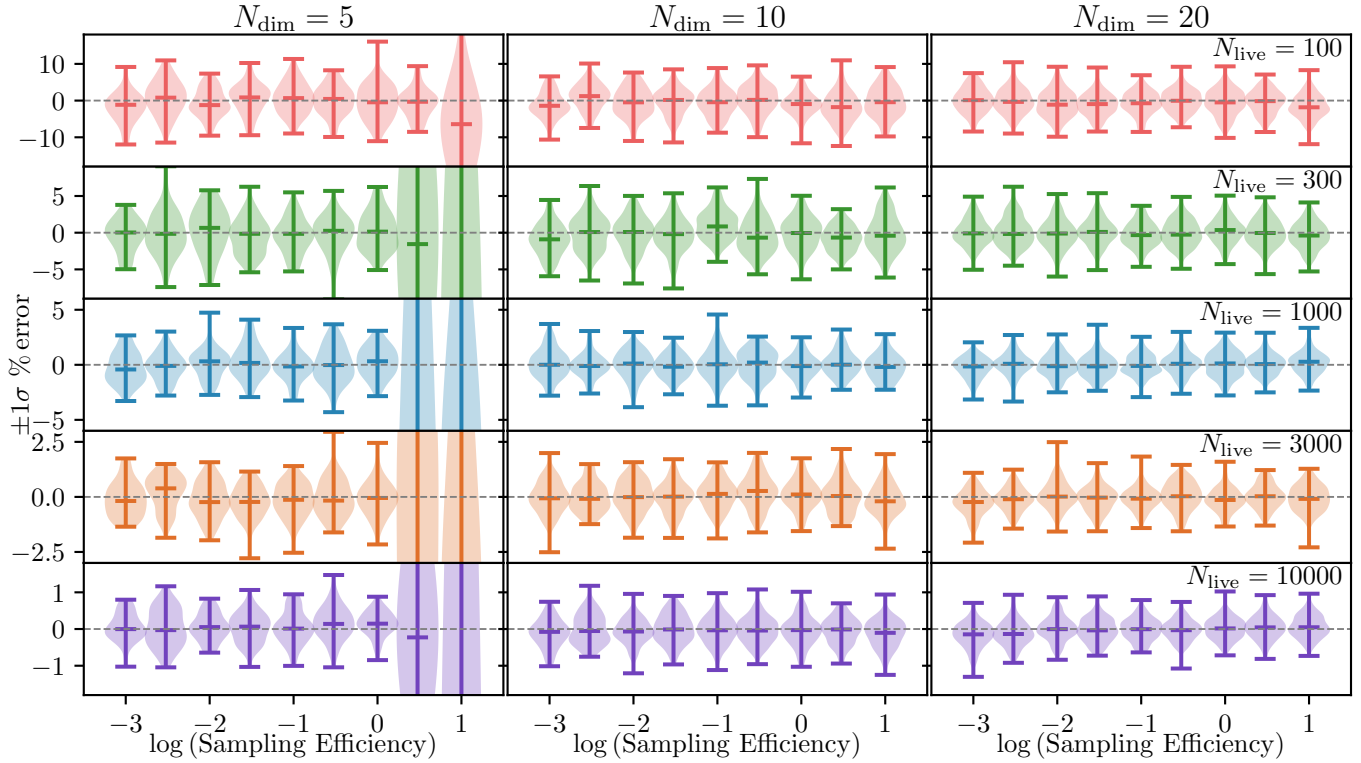 N_dim = 5
N_dim = 10
N_dim = 20
N_live = 100
10
0
−10
N_live = 300
5
0
−5
N_live = 1000
5
0
−5
N_live = 3000
2.5
0.0
−2.5
N_live = 10000
1
0
−1
±1σ % error
−3 −2 −1 0 1
−3 −2 −1 0 1
−3 −2 −1 0 1
log (Sampling Efficiency)
log (Sampling Efficiency)
log (Sampling Efficiency)